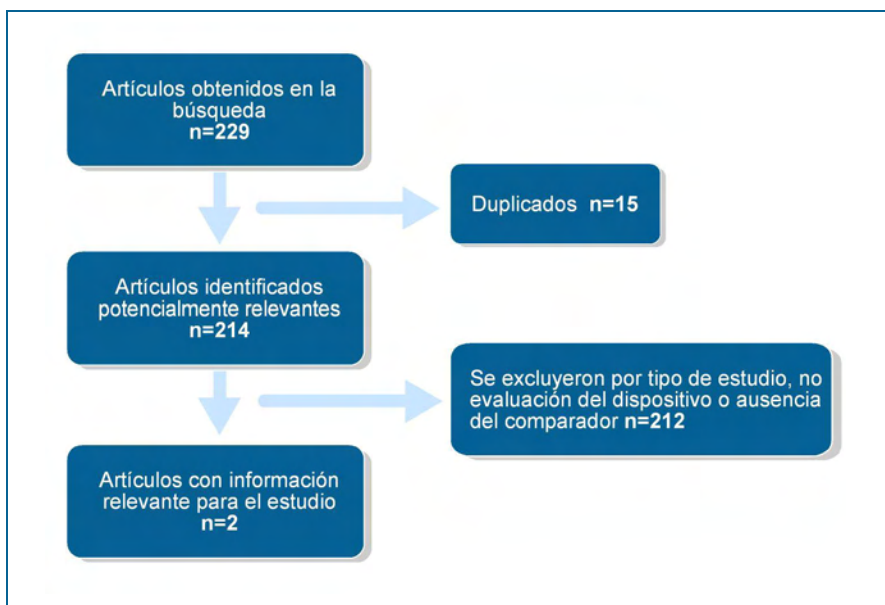 Artículos obtenidos en la
búsqueda
n=229
Duplicados n=15
Artículos identificados
potencialmente relevantes
n=214
Se excluyeron por tipo de estudio, no
evaluación del dispositivo o ausencia
del comparador n=212
Artículos con información
relevante para el estudio
n=2